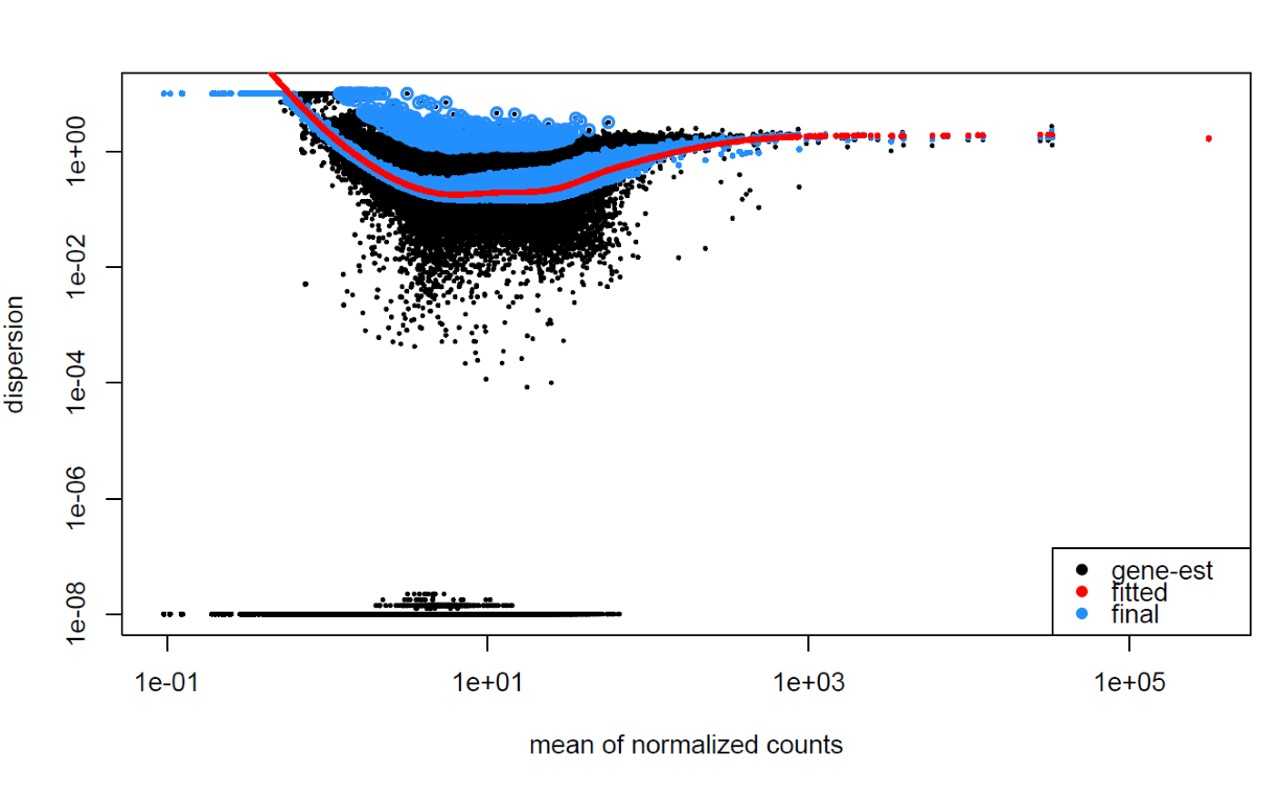 dispersion
1e+00
1e-02
1e-04
1e-06
1e-08
gene-est
fitted
final
1e-01
1e+01
1e+03
1e+05
mean of normalized counts